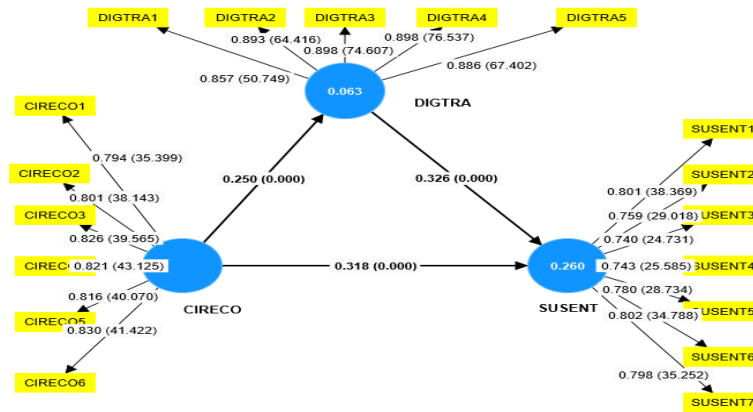 DIGTRA1
DIGTRA2
DIGTRA3
DIGTRA4
DIGTRA5
0.857 (50.749)
0.893 (64.416)
0.898 (74.607)
0.898 (76.537)
0.886 (67.402)
0.063
DIGTRA
CIRECO1
CIRECO2
CIRECO3
CIRECO5
CIRECO6
0.794 (35.399)
0.801 (38.143)
0.826 (39.565)
0.821 (43.125)
0.816 (40.070)
0.830 (41.422)
CIRECO
0.250 (0.000)
0.326 (0.000)
0.318 (0.000)
0.260
SUSENT
0.801 (38.369)
0.759 (29.018)
0.740 (24.731)
0.743 (25.585)
0.780 (28.734)
0.802 (34.788)
0.798 (35.252)
SUSENT1
SUSENT2
SUSENT3
SUSENT4
SUSENT5
SUSENT6
SUSENT7